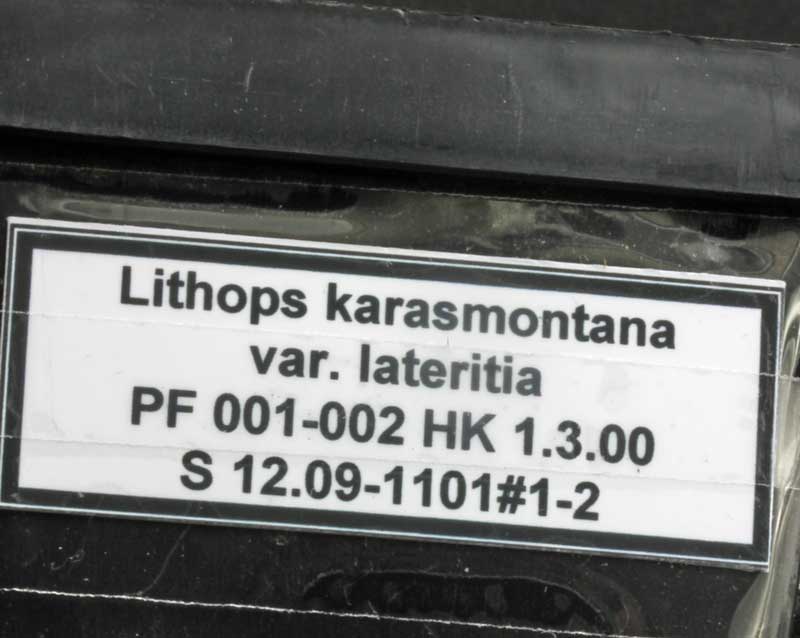 Lithops karasmontana
var. lateritia
PF 001-002 HK 1.3.00
S 12.09-1101#1-2